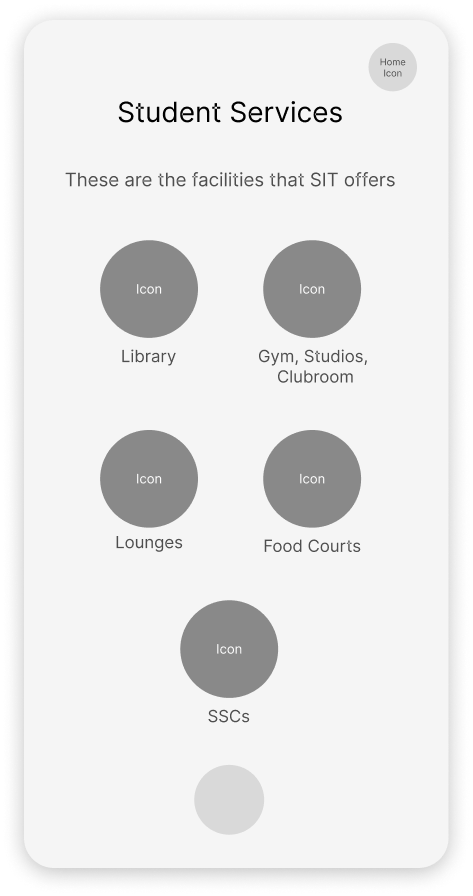 Home
Icon
Student Services
These are the facilities that SIT offers
Icon
Icon
Library
Gym, Studios,
Clubroom
Icon
Icon
Lounges
Food Courts
Icon
SSCs